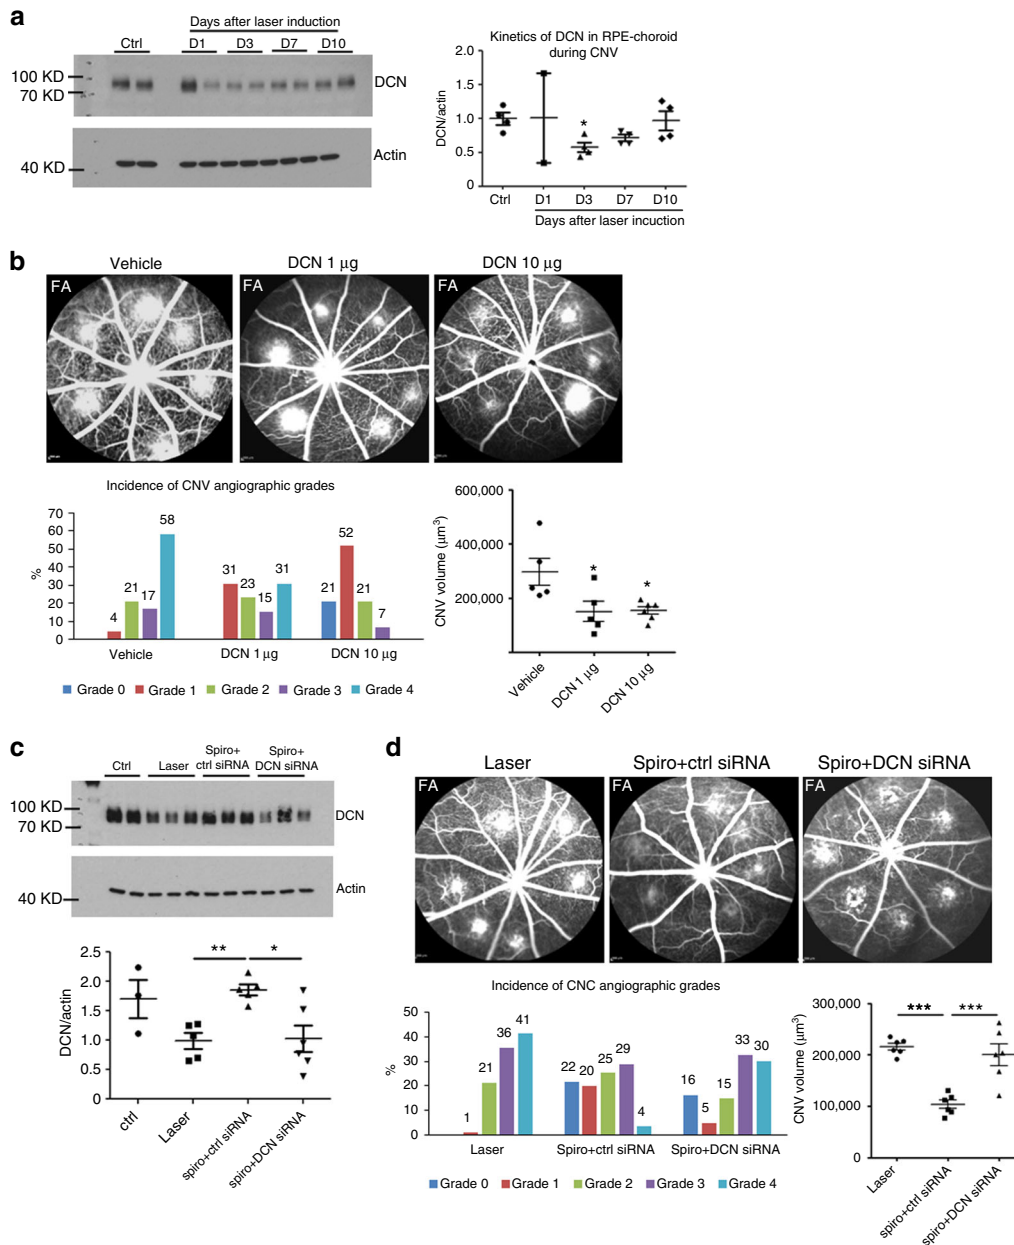 a
Days after laser induction
Ctrl D1 D3 D7 D10
100 KD
70 KD
DCN
40 KD
Actin
Kinetics of DCN in RPE-choroid
during CNV
DCN/actin
2.0
1.5
1.0
0.5
0
*
Ctrl D1 D3 D7 D10
Days after laser incuction
b
Vehicle DCN 1 µg DCN 10 µg
FA FA FA
Incidence of CNV angiographic grades
%
70
60
50
40
30
20
10
0
4 21 17 58
31 23 15 31
21 52 21 7
Vehicle DCN 1 µg DCN 10 µg
Grade 0 Grade 1 Grade 2 Grade 3 Grade 4
CNV volume (µm³)
600,000
400,000
200,000
* *
Vehicle DCN 1 µg DCN 10 µg
c
Ctrl Laser Spiro+ ctrl siRNA Spiro+ DCN siRNA
100 KD
70 KD
DCN
40 KD
Actin
DCN/actin
2.5
2.0
1.5
1.0
0.5
0
** *
ctrl Laser spiro+ctrl siRNA spiro+DCN siRNA
d
Laser Spiro+ctrl siRNA Spiro+DCN siRNA
FA FA FA
Incidence of CNC angiographic grades
%
50
40
30
20
10
0
1 21 36 41
22 20 25 29 4
16 5 15 33 30
Laser Spiro+ctrl siRNA Spiro+DCN siRNA
Grade 0 Grade 1 Grade 2 Grade 3 Grade 4
CNV volume (µm³)
300,000
200,000
100,000
0
*** ***
Laser spiro+ctrl siRNA spiro+DCN siRNA